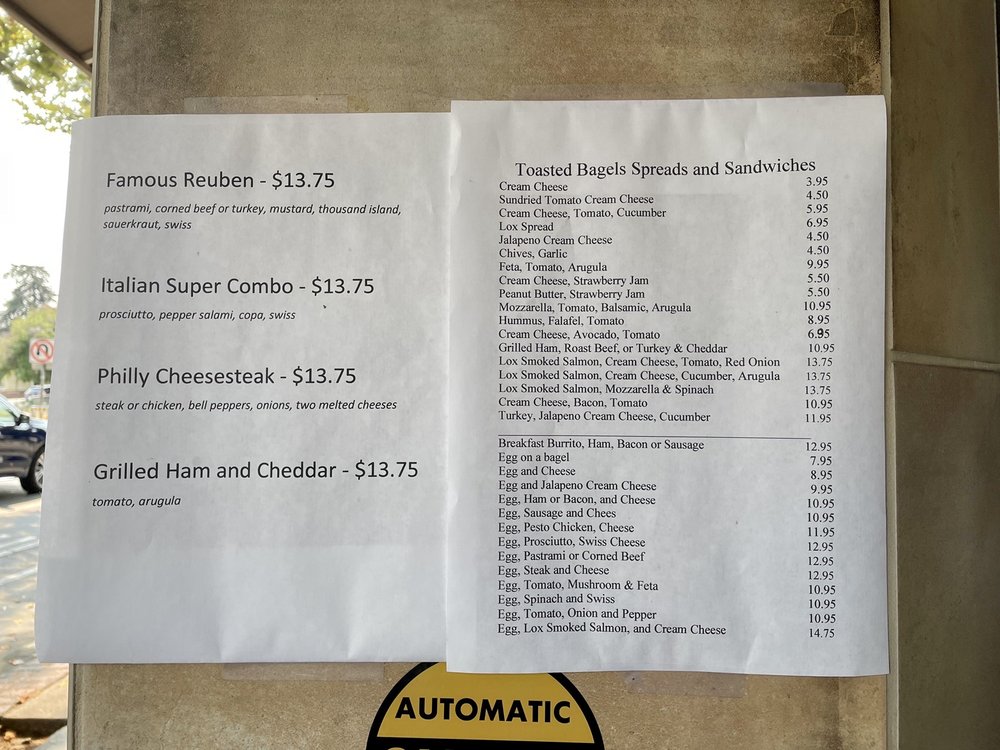 Famous Reuben - $13.75
pastrami, corned beef or turkey, mustard, thousand island,
sauerkraut, swiss
Italian Super Combo - $13.75
prosciutto, pepper salami, copa, swiss
Philly Cheesesteak - $13.75
steak or chicken, bell peppers, onions, two melted cheeses
Grilled Ham and Cheddar - $13.75
tomato, arugula
Toasted Bagels Spreads and Sandwiches
Cream Cheese 3.95
Sundried Tomato Cream Cheese 4.50
Cream Cheese, Tomato, Cucumber 5.95
Lox Spread 6.95
Jalapeno Cream Cheese 4.50
Chives, Garlic 4.50
Feta, Tomato, Arugula 9.95
Cream Cheese, Strawberry Jam 5.50
Peanut Butter, Strawberry Jam 5.50
Mozzarella, Tomato, Balsamic, Arugula 10.95
Hummus, Falafel, Tomato 8.95
Cream Cheese, Avocado, Tomato 6.95
Grilled Ham, Roast Beef, or Turkey & Cheddar 10.95
Lox Smoked Salmon, Cream Cheese, Tomato, Red Onion 13.75
Lox Smoked Salmon, Cream Cheese, Cucumber, Arugula 13.75
Lox Smoked Salmon, Mozzarella & Spinach 13.75
Cream Cheese, Bacon, Tomato 10.95
Turkey, Jalapeno Cream Cheese, Cucumber 11.95
Breakfast Burrito, Ham, Bacon or Sausage 12.95
Egg on a bagel 7.95
Egg and Cheese 8.95
Egg and Jalapeno Cream Cheese 9.95
Egg, Ham or Bacon, and Cheese 10.95
Egg, Sausage and Chees 10.95
Egg, Pesto Chicken, Cheese 11.95
Egg, Prosciutto, Swiss Cheese 12.95
Egg, Pastrami or Corned Beef 12.95
Egg, Steak and Cheese 12.95
Egg, Tomato, Mushroom & Feta 10.95
Egg, Spinach and Swiss 10.95
Egg, Tomato, Onion and Pepper 10.95
Egg, Lox Smoked Salmon, and Cream Cheese 14.75
AUTOMATIC